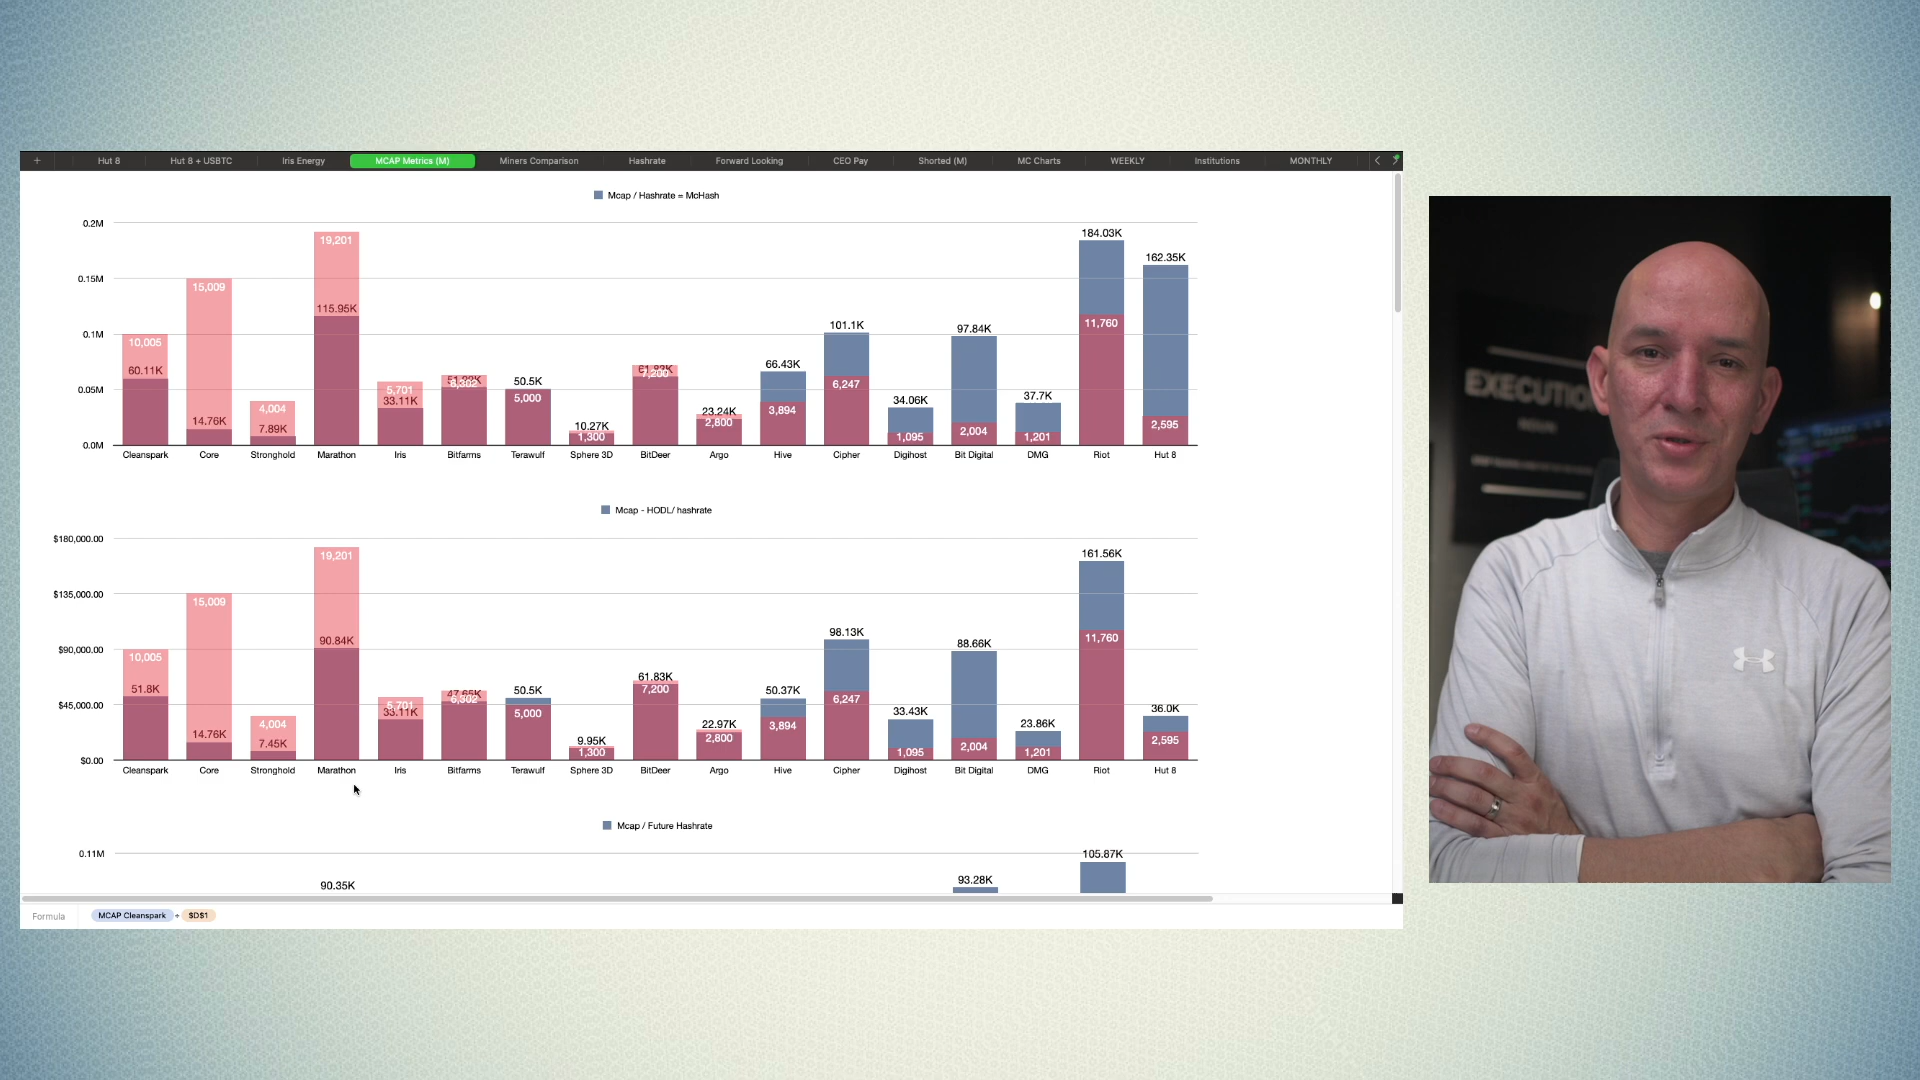 + Hut 8 Hut 8 + USBTC Iris Energy MCAP Metrics (M) Miners Comparison Hashrate Forward Looking CEO Pay Shorted (M) MC Charts WEEKLY Institutions MONTHLY
Mcap / Hashrate = McHash
0.2M
0.15M
0.1M
0.05M
0.0M
10,005
60.11K
15,009
14.76K
4,004
7.89K
19,201
115.95K
5,701
33.11K
50.5K
5,000
10.27K
1,300
7,200
23.24K
2,800
66.43K
3,894
101.1K
6,247
34.06K
1,095
97.84K
2,004
37.7K
1,201
184.03K
11,760
162.35K
2,595
Cleanspark Core Stronghold Marathon Iris Bitfarms Terawulf Sphere 3D BitDeer Argo Hive Cipher Digihost Bit Digital DMG Riot Hut 8
Mcap - HODL/ hashrate
$180,000.00
$135,000.00
$90,000.00
$45,000.00
$0.00
10,005
51.8K
15,009
14.76K
4,004
7.45K
19,201
90.84K
5,701
33.11K
50.5K
5,000
9.95K
1,300
61.83K
7,200
22.97K
2,800
50.37K
3,894
98.13K
6,247
33.43K
1,095
88.66K
2,004
23.86K
1,201
161.56K
11,760
36.0K
2,595
Cleanspark Core Stronghold Marathon Iris Bitfarms Terawulf Sphere 3D BitDeer Argo Hive Cipher Digihost Bit Digital DMG Riot Hut 8
Mcap / Future Hashrate
0.11M
90.35K
93.28K
105.87K
Formula MCAP Cleanspark ÷ $D$1
EXECUTION